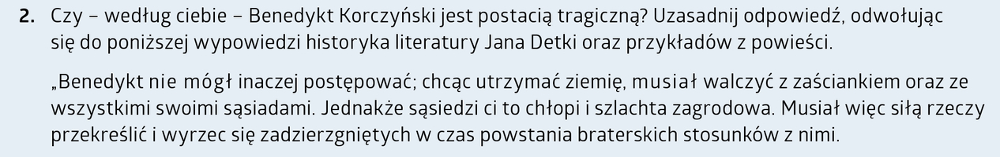 2. Czy – według ciebie – Benedykt Korczyński jest postacią tragiczną? Uzasadnij odpowiedź, odwołując
się do poniższej wypowiedzi historyka literatury Jana Detki oraz przykładów z powieści.
„Benedykt nie mógł inaczej postępować; chcąc utrzymać ziemię, musiał walczyć z zaściankiem oraz ze
wszystkimi swoimi sąsiadami. Jednakże sąsiedzi ci to chłopi i szlachta zagrodowa. Musiał więc siłą rzeczy
przekreślić i wyrzec się zadzierzgniętych w czas powstania braterskich stosunków z nimi.